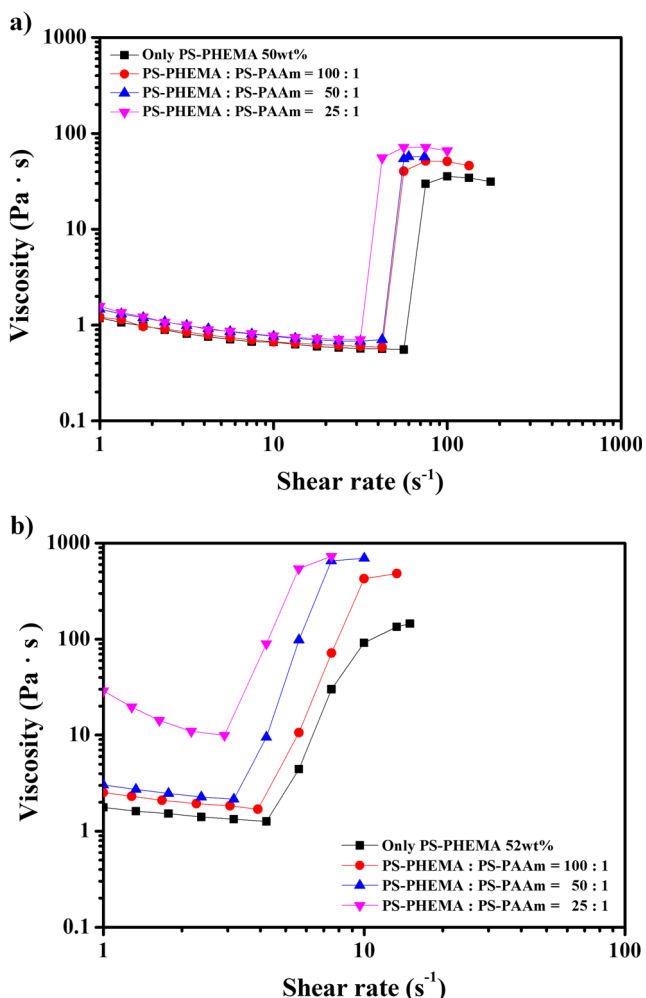 a)
1000
100
10
1
0.1
Viscosity (Pa · s)
Only PS-PHEMA 50wt%
PS-PHEMA : PS-PAAm = 100 : 1
PS-PHEMA : PS-PAAm = 50 : 1
PS-PHEMA : PS-PAAm = 25 : 1
1 10 100 1000
Shear rate (s⁻¹)
b)
1000
100
10
1
0.1
Viscosity (Pa · s)
Only PS-PHEMA 52wt%
PS-PHEMA : PS-PAAm = 100 : 1
PS-PHEMA : PS-PAAm = 50 : 1
PS-PHEMA : PS-PAAm = 25 : 1
1 10 100
Shear rate (s⁻¹)